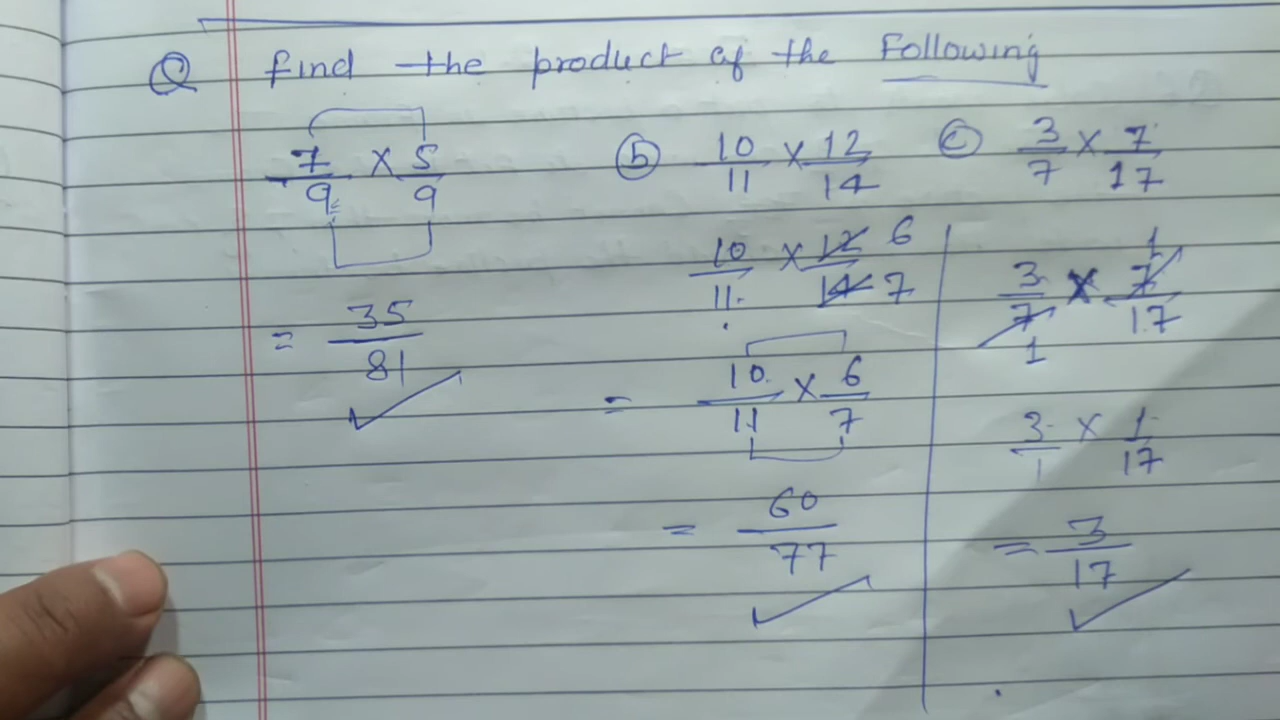 Q Find the product of the Following
7/9 × 5/9
= 35/81
b 10/11 × 12/14
10/11 × 12/14 6 7
= 10/11 × 6/7
= 60/77
c 3/7 × 7/17
1 3/7 × 7/17 1
3/1 × 1/17
= 3/17